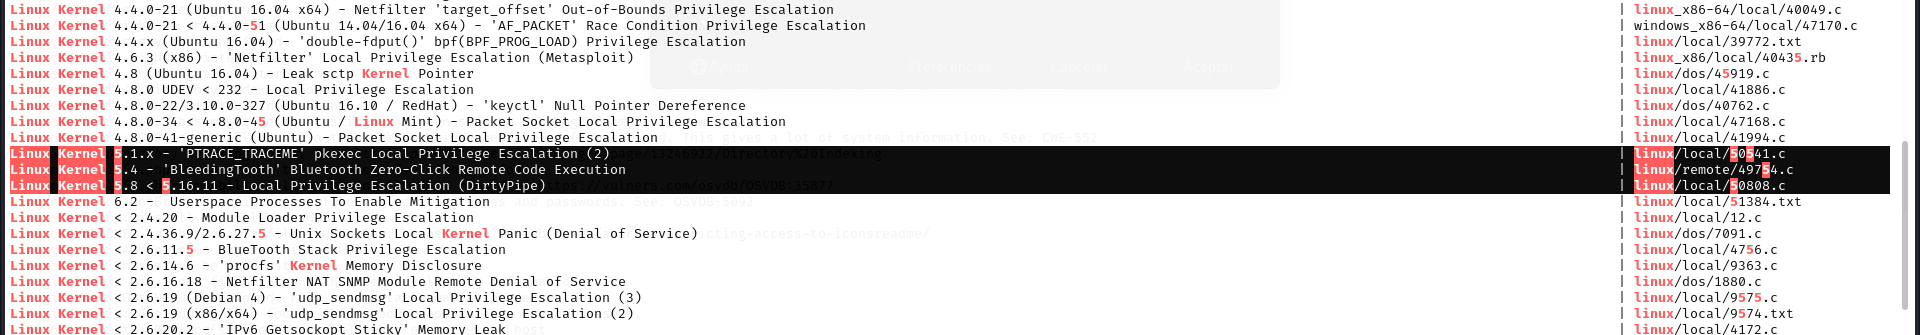 Linux Kernel 4.4.0-21 (Ubuntu 16.04 x64) - Netfilter 'target_offset' Out-of-Bounds Privilege Escalation | linux_x86-64/local/40049.c
Linux Kernel 4.4.0-21 < 4.4.0-51 (Ubuntu 14.04/16.04 x64) - 'AF_PACKET' Race Condition Privilege Escalation | windows_x86-64/local/47170.c
Linux Kernel 4.4.x (Ubuntu 16.04) - 'double-fdput()' bpf(BPF_PROG_LOAD) Privilege Escalation | linux/local/39772.txt
Linux Kernel 4.6.3 (x86) - 'Netfilter' Local Privilege Escalation (Metasploit) | linux_x86/local/40435.rb
Linux Kernel 4.8 (Ubuntu 16.04) - Leak sctp Kernel Pointer | linux/dos/45919.c
Linux Kernel 4.8.0 UDEV < 232 - Local Privilege Escalation | linux/local/41886.c
Linux Kernel 4.8.0-22/3.10.0-327 (Ubuntu 16.10 / RedHat) - 'keyctl' Null Pointer Dereference | linux/dos/40762.c
Linux Kernel 4.8.0-34 < 4.8.0-45 (Ubuntu / Linux Mint) - Packet Socket Local Privilege Escalation | linux/local/47168.c
Linux Kernel 4.8.0-41-generic (Ubuntu) - Packet Socket Local Privilege Escalation | linux/local/41994.c
Linux Kernel 5.1.x - 'PTRACE_TRACEME' pkexec Local Privilege Escalation (2) | linux/local/50541.c
Linux Kernel 5.4 - 'BleedingTooth' Bluetooth Zero-Click Remote Code Execution | linux/remote/49754.c
Linux Kernel 5.8 < 5.16.11 - Local Privilege Escalation (DirtyPipe) | linux/local/50808.c
Linux Kernel 6.2 - Userspace Processes To Enable Mitigation | linux/local/51384.txt
Linux Kernel < 2.4.20 - Module Loader Privilege Escalation | linux/local/12.c
Linux Kernel < 2.4.36.9/2.6.27.5 - Unix Sockets Local Kernel Panic (Denial of Service) | linux/dos/7091.c
Linux Kernel < 2.6.11.5 - BlueTooth Stack Privilege Escalation | linux/local/4756.c
Linux Kernel < 2.6.14.6 - 'procfs' Kernel Memory Disclosure | linux/local/9363.c
Linux Kernel < 2.6.16.18 - Netfilter NAT SNMP Module Remote Denial of Service | linux/dos/1880.c
Linux Kernel < 2.6.19 (Debian 4) - 'udp_sendmsg' Local Privilege Escalation (3) | linux/local/9575.c
Linux Kernel < 2.6.19 (x86/x64) - 'udp_sendmsg' Local Privilege Escalation (2) | linux/local/9574.txt
Linux Kernel < 2.6.20.2 - 'IPv6 Getsockopt Sticky' Memory Leak | linux/local/4172.c